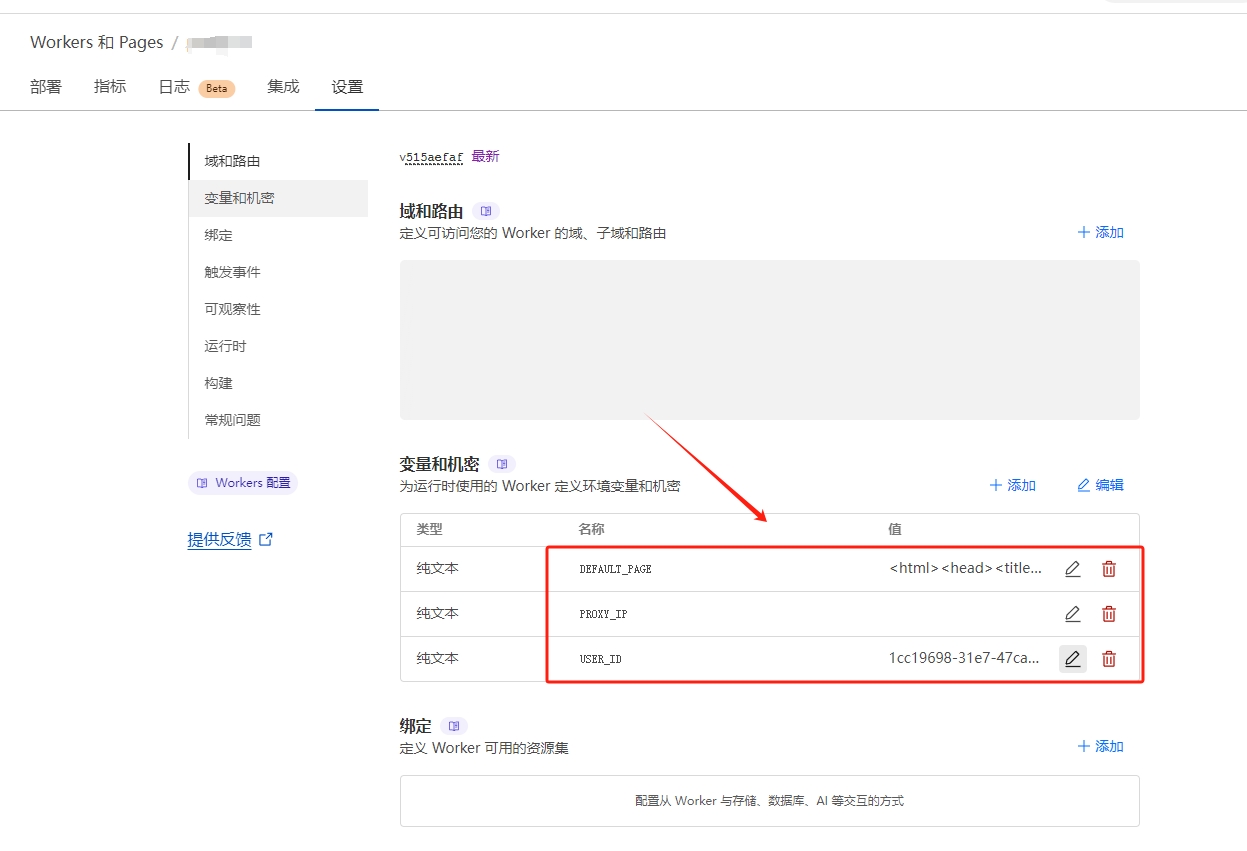 Workers 和 Pages /
部署 指标 日志 Beta 集成 设置
域和路由
变量和机密
绑定
触发事件
可观察性
运行时
构建
常规问题
Workers 配置
提供反馈
v515aefaf 最新
域和路由
定义可访问您的 Worker 的域、子域和路由
添加
变量和机密
为运行时使用的 Worker 定义环境变量和机密
添加 编辑
类型 名称 值
纯文本 DEFAULT_PAGE <html><head><title...
纯文本 PROXY_IP
纯文本 USER_ID 1cc19698-31e7-47ca...
绑定
定义 Worker 可用的资源集
添加
配置从 Worker 与存储、数据库、AI 等交互的方式